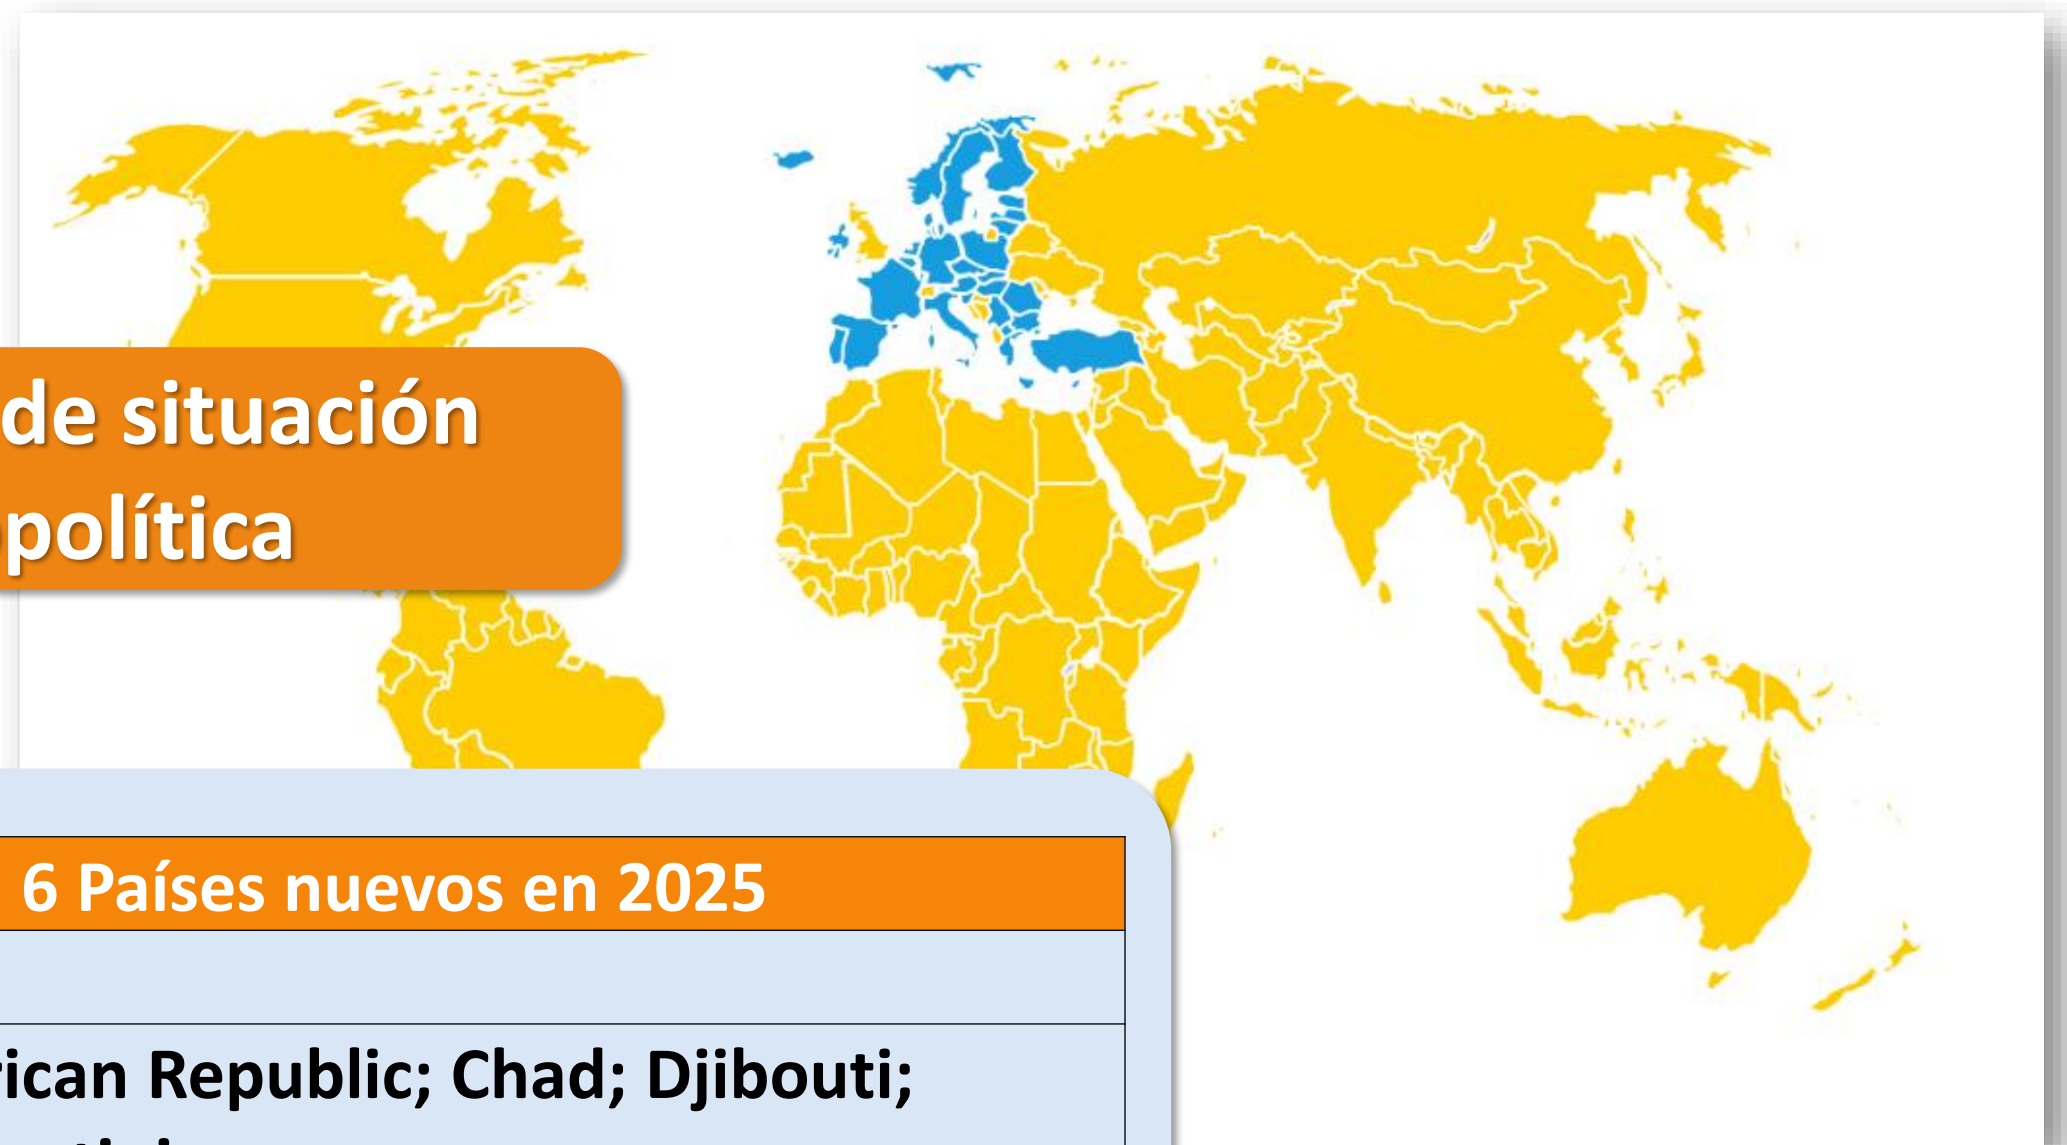 de situación
política
6 Países nuevos en 2025
rican Republic; Chad; Djibouti;